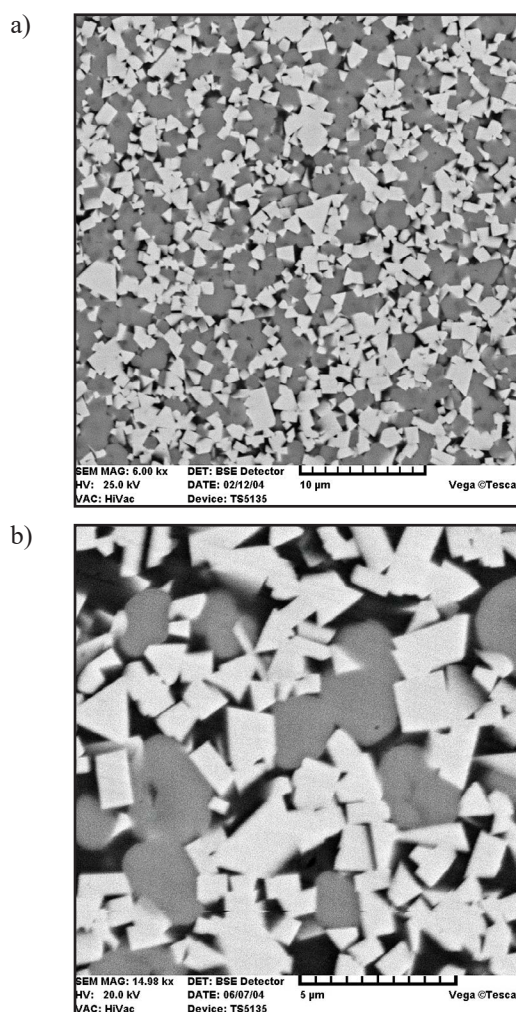 a)
SEM MAG: 6.00 kx DET: BSE Detector
HV: 25.0 kV DATE: 02/12/04 10 µm Vega ©Tesca
VAC: HiVac Device: TS5135
b)
SEM MAG: 14.98 kx DET: BSE Detector
HV: 20.0 kV DATE: 06/07/04 5 µm Vega ©Tesca
VAC: HiVac Device: TS5135